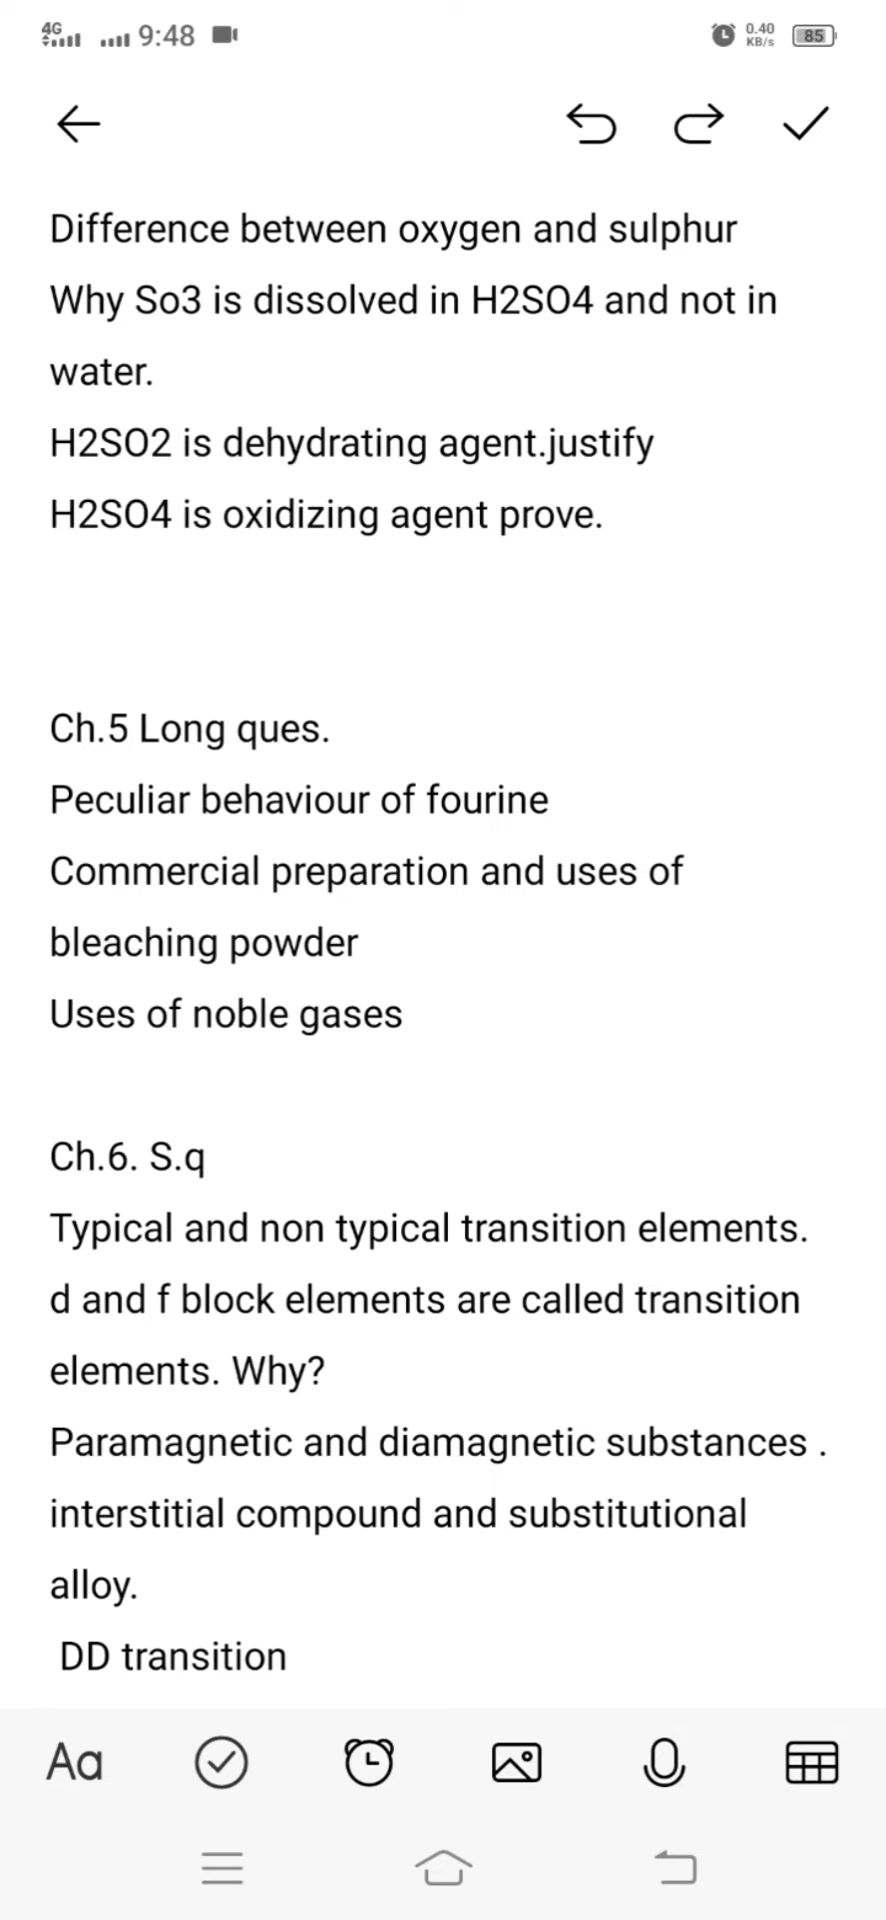 4G 9:48 0.40 KB/s 85
Difference between oxygen and sulphur
Why So3 is dissolved in H2SO4 and not in
water.
H2SO2 is dehydrating agent.justify
H2SO4 is oxidizing agent prove.
Ch.5 Long ques.
Peculiar behaviour of fourine
Commercial preparation and uses of
bleaching powder
Uses of noble gases
Ch.6. S.q
Typical and non typical transition elements.
d and f block elements are called transition
elements. Why?
Paramagnetic and diamagnetic substances .
interstitial compound and substitutional
alloy.
DD transition
Aa